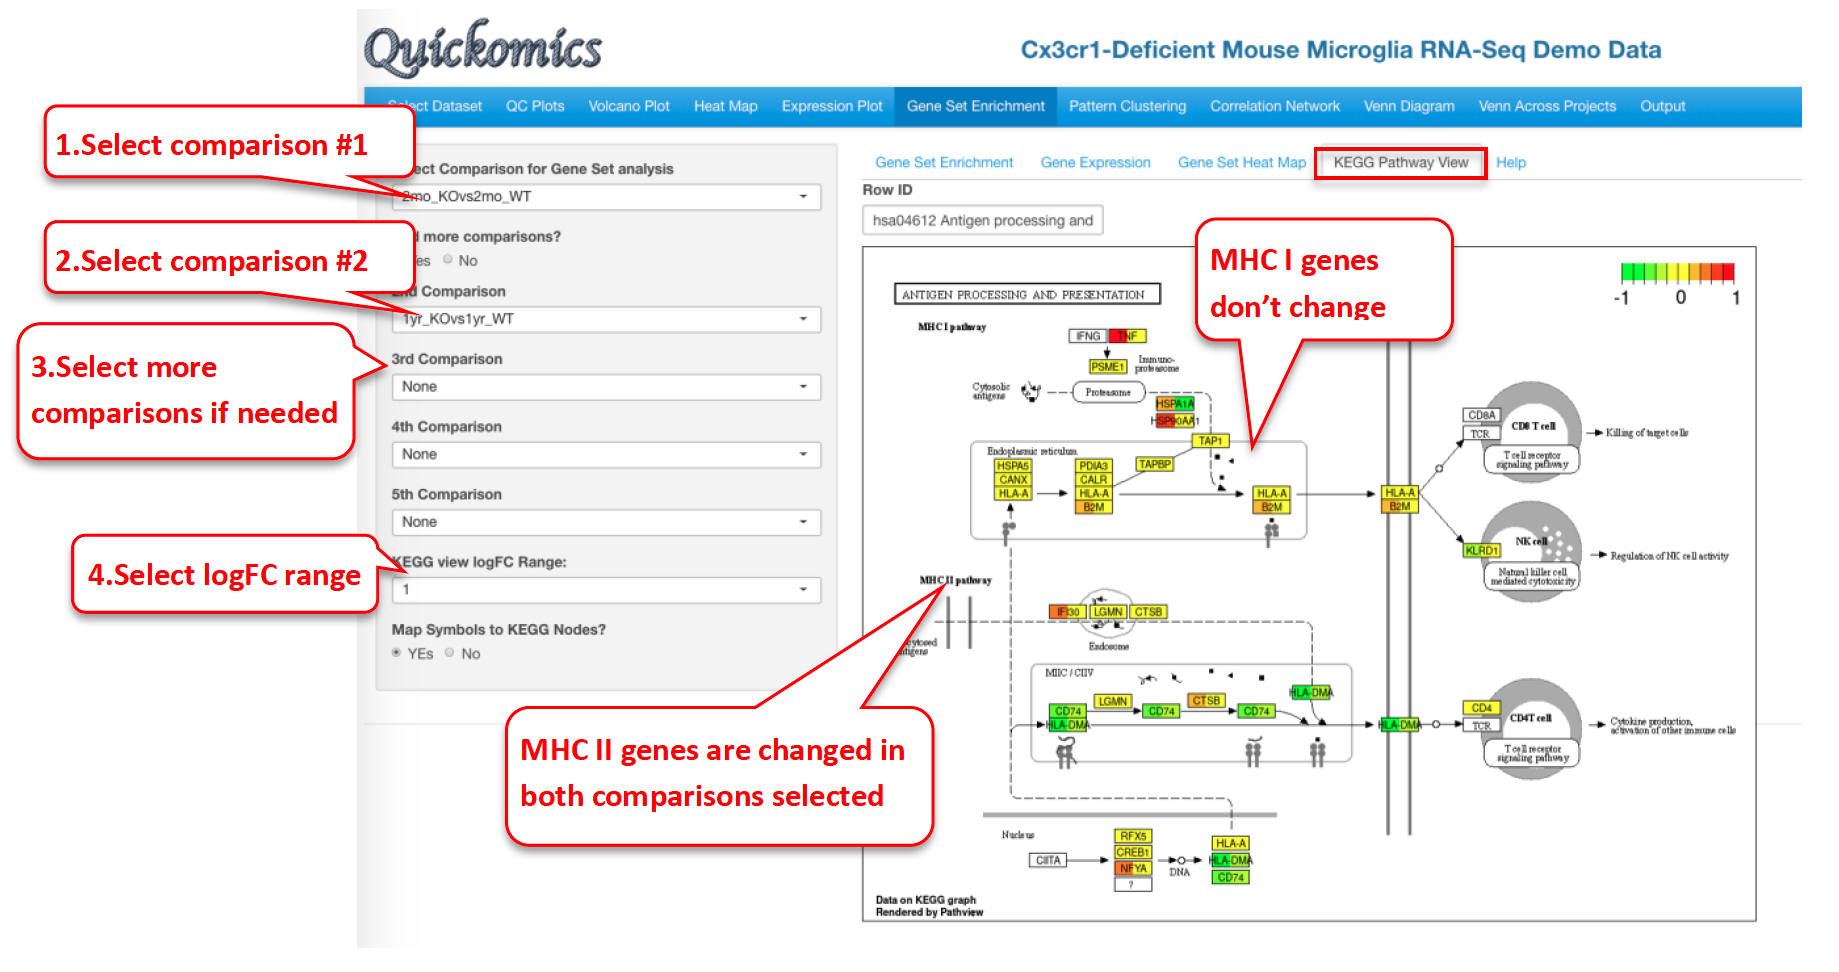 Quickomics
Cx3cr1-Deficient Mouse Microglia RNA-Seq Demo Data
Select Dataset QC Plots Volcano Plot Heat Map Expression Plot Gene Set Enrichment Pattern Clustering Correlation Network Venn Diagram Venn Across Projects Output
1.Select comparison #1
Comparison for Gene Set analysis
2mo_KOvs2mo_WT
2.Select comparison #2
more comparisons?
No
2nd Comparison
1yr_KOvs1yr_WT
3.Select more
comparisons if needed
3rd Comparison
None
4th Comparison
None
5th Comparison
None
4.Select logFC range
KEGG view logFC Range:
1
Map Symbols to KEGG Nodes?
YEs No
Gene Set Enrichment Gene Expression Gene Set Heat Map KEGG Pathway View Help
Row ID
hsa04612 Antigen processing and
MHC I genes
don't change
-1 0 1
ANTIGEN PROCESSING AND PRESENTATION
MHC I pathway
IFNG TNF
PSME1
Immuno-
proteasome
Cytosolic
antigens
Proteasome
HSPA1A
HSP90AA1
TAP1
Endoplasmic reticulum
HSPA5 PDIA3 TAPBP
CANX CALR
HLA-A HLA-A HLA-A HLA-A
B2M B2M B2M
CD8A
TCR
CD8 T cell
T cell receptor
signaling pathway
Killing of target cells
KLRD1
NK cell
Natural killer cell
mediated cytotoxicity
Regulation of NK cell activity
MHC II pathway
IFI30 LGMN CTSB
Endosome
MIIC / CIIV
LGMN CTSB HLA-DMA
CD74 CD74 CD74
HLA-DMA HLA-DMA
CD4
TCR
CD4T cell
T cell receptor
signaling pathway
Cytokine production,
activation of other immune cells
MHC II genes are changed in
both comparisons selected
Nucleus
CIITA
RFX5
CREB1
NFYA
?
DNA
HLA-A
HLA-DMA
CD74
Data on KEGG graph
Rendered by Pathview